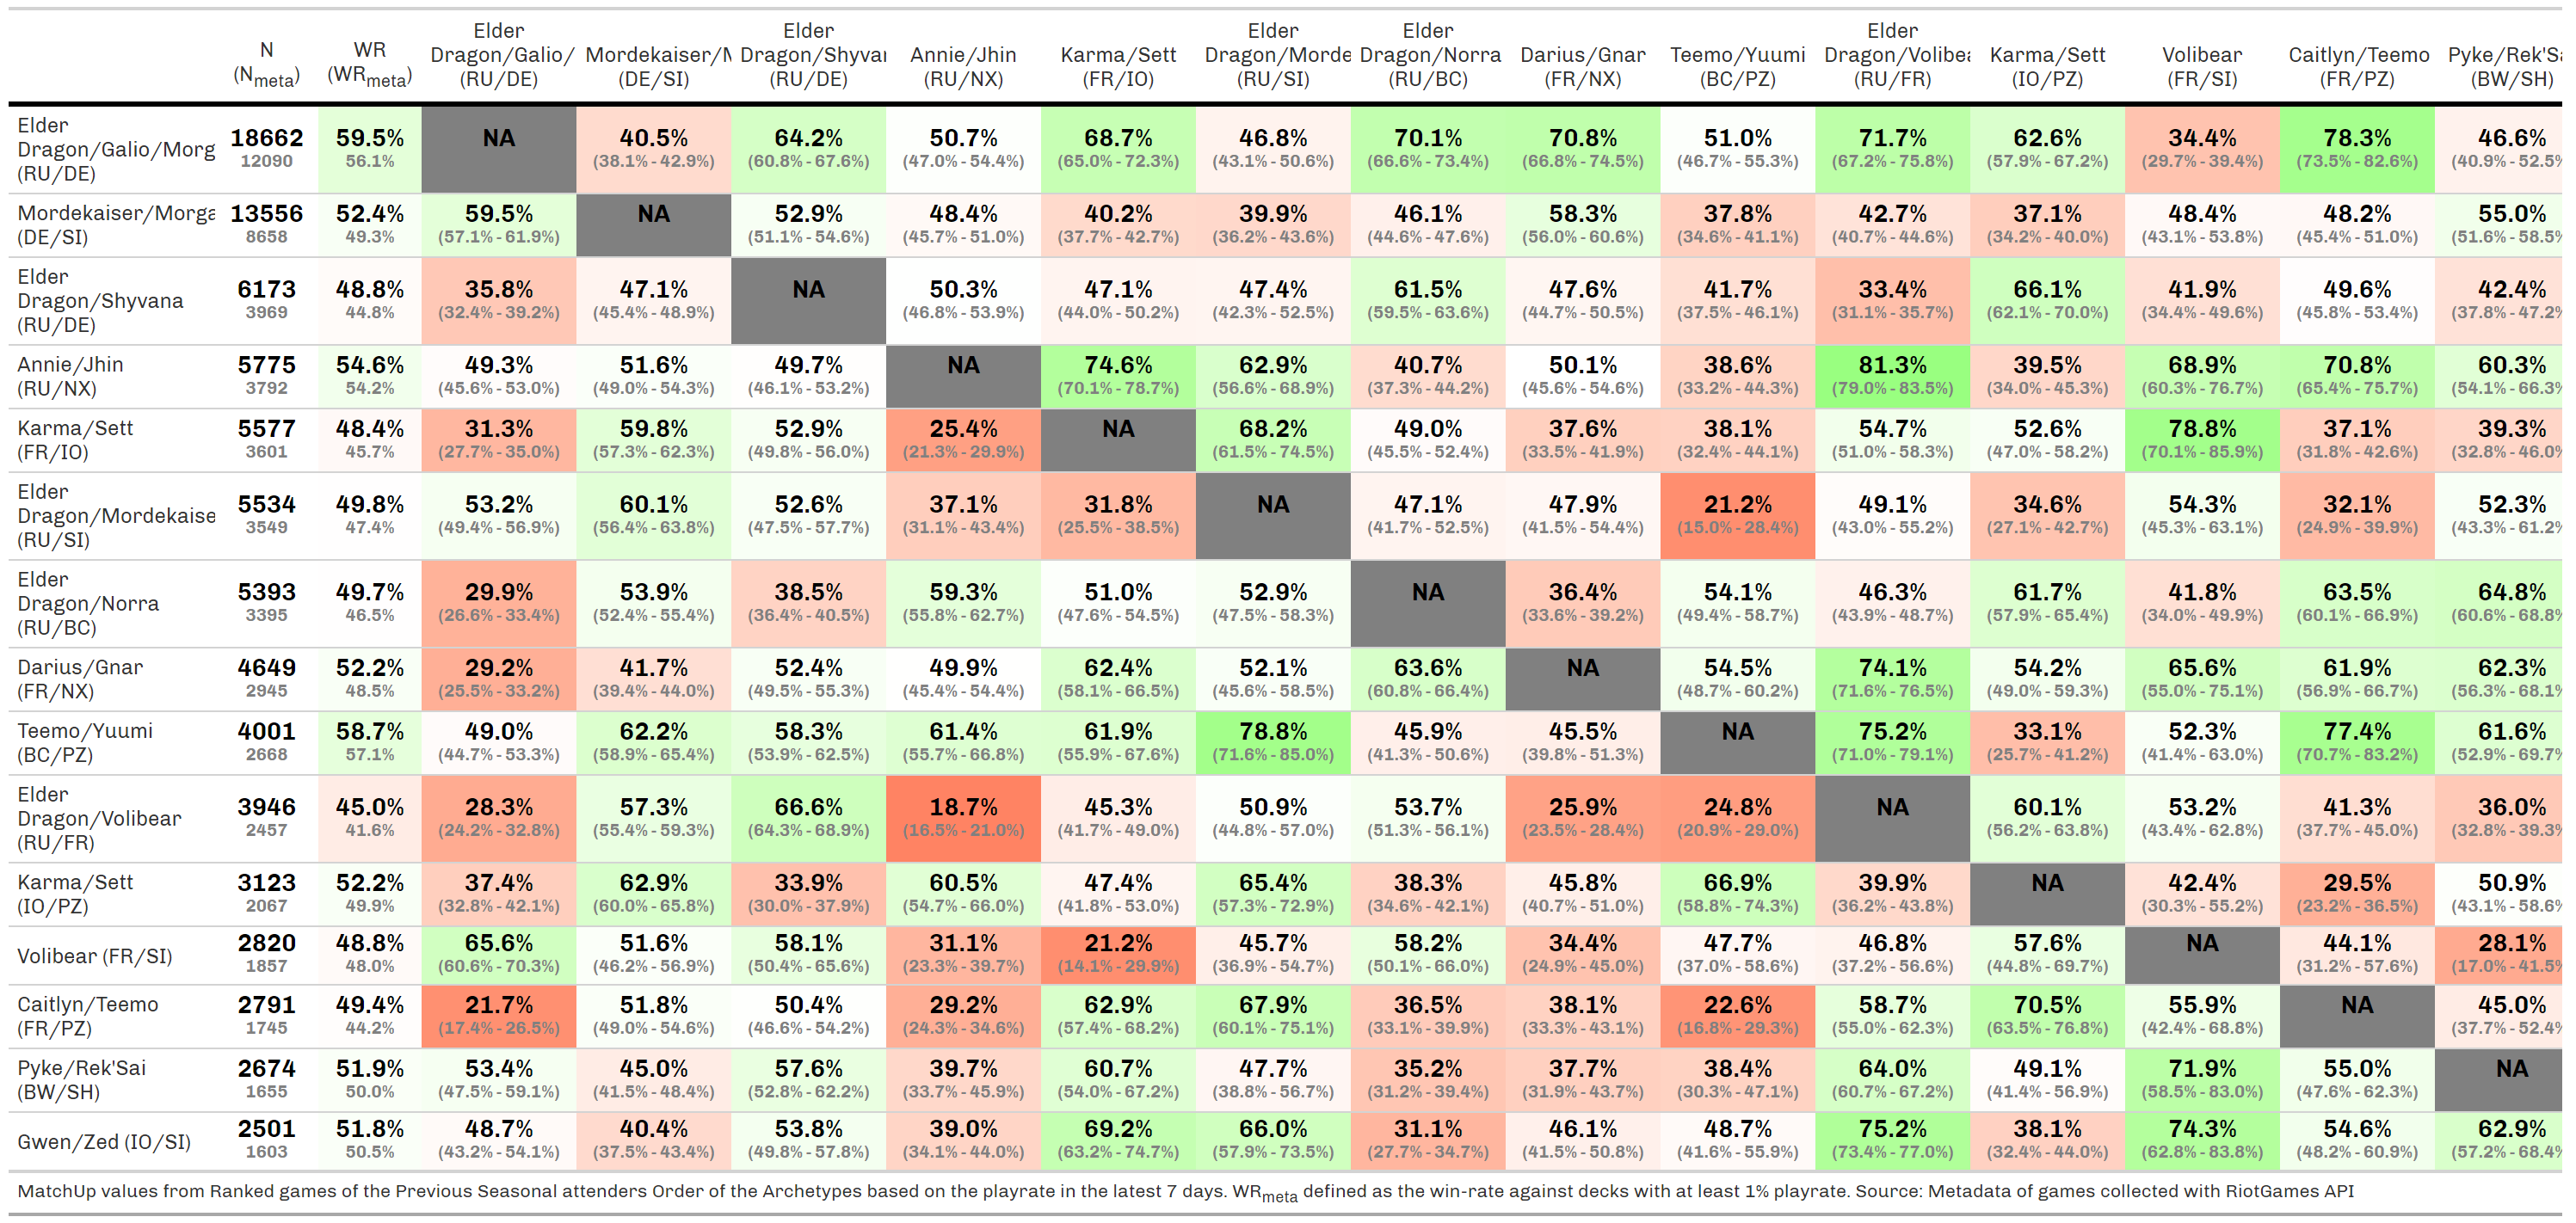 N (Nmeta) WR (WRmeta) Elder Dragon/Galio/ (RU/DE) Mordekaiser/M (DE/SI) Elder Dragon/Shyvar (RU/DE) Annie/Jhin (RU/NX) Karma/Sett (FR/IO) Elder Dragon/Morde (RU/SI) Elder Dragon/Norra (RU/BC) Darius/Gnar (FR/NX) Teemo/Yuumi (BC/PZ) Elder Dragon/Volibea (RU/FR) Karma/Sett (IO/PZ) Volibear (FR/SI) Caitlyn/Teemo (FR/PZ) Pyke/Rek'Sa (BW/SH)
Elder Dragon/Galio/Morg (RU/DE)
18662 59.5% NA 40.5% 64.2% 50.7% 68.7% 46.8% 70.1% 70.8% 51.0% 71.7% 62.6% 34.4% 78.3% 46.6%
12090 56.1% (38.1% - 42.9%) (60.8% - 67.6%) (47.0% - 54.4%) (65.0% - 72.3%) (43.1% - 50.6%) (66.6% - 73.4%) (66.8% - 74.5%) (46.7% - 55.3%) (67.2% - 75.8%) (57.9% - 67.2%) (29.7% - 39.4%) (73.5% - 82.6%) (40.9% - 52.5%
Mordekaiser/Morga (DE/SI)
13556 52.4% 59.5% NA 52.9% 48.4% 40.2% 39.9% 46.1% 58.3% 37.8% 42.7% 37.1% 48.4% 48.2% 55.0%
8658 49.3% (57.1% - 61.9%) (51.1% - 54.6%) (45.7% - 51.0%) (37.7% - 42.7%) (36.2% - 43.6%) (44.6% - 47.6%) (56.0% - 60.6%) (34.6% - 41.1%) (40.7% - 44.6%) (34.2% - 40.0%) (43.1% - 53.8%) (45.4% - 51.0%) (51.6% - 58.5%
Elder Dragon/Shyvana (RU/DE)
6173 48.8% 35.8% 47.1% NA 50.3% 47.1% 47.4% 61.5% 47.6% 41.7% 33.4% 66.1% 41.9% 49.6% 42.4%
3969 44.8% (32.4% - 39.2%) (45.4% - 48.9%) (46.8% - 53.9%) (44.0% - 50.2%) (42.3% - 52.5%) (59.5% - 63.6%) (44.7% - 50.5%) (37.5% - 46.1%) (31.1% - 35.7%) (62.1% - 70.0%) (34.4% - 49.6%) (45.8% - 53.4%) (37.8% - 47.2%
Annie/Jhin (RU/NX)
5775 54.6% 49.3% 51.6% 49.7% NA 74.6% 62.9% 40.7% 50.1% 38.6% 81.3% 39.5% 68.9% 70.8% 60.3%
3792 54.2% (45.6% - 53.0%) (49.0% - 54.3%) (46.1% - 53.2%) (70.1% - 78.7%) (56.6% - 68.9%) (37.3% - 44.2%) (45.6% - 54.6%) (33.2% - 44.3%) (79.0% - 83.5%) (34.0% - 45.3%) (60.3% - 76.7%) (65.4% - 75.7%) (54.1% - 66.3%
Karma/Sett (FR/IO)
5577 48.4% 31.3% 59.8% 52.9% 25.4% NA 68.2% 49.0% 37.6% 38.1% 54.7% 52.6% 78.8% 37.1% 39.3%
3601 45.7% (27.7% - 35.0%) (57.3% - 62.3%) (49.8% - 56.0%) (21.3% - 29.9%) (61.5% - 74.5%) (45.5% - 52.4%) (33.5% - 41.9%) (32.4% - 44.1%) (51.0% - 58.3%) (47.0% - 58.2%) (70.1% - 85.9%) (31.8% - 42.6%) (32.8% - 46.0%
Elder Dragon/Mordekaise (RU/SI)
5534 49.8% 53.2% 60.1% 52.6% 37.1% 31.8% NA 47.1% 47.9% 21.2% 49.1% 34.6% 54.3% 32.1% 52.3%
3549 47.4% (49.4% - 56.9%) (56.4% - 63.8%) (47.5% - 57.7%) (31.1% - 43.4%) (25.5% - 38.5%) (41.7% - 52.5%) (41.5% - 54.4%) (15.0% - 28.4%) (43.0% - 55.2%) (27.1% - 42.7%) (45.3% - 63.1%) (24.9% - 39.9%) (43.3% - 61.2%
Elder Dragon/Norra (RU/BC)
5393 49.7% 29.9% 53.9% 38.5% 59.3% 51.0% 52.9% NA 36.4% 54.1% 46.3% 61.7% 41.8% 63.5% 64.8%
3395 46.5% (26.6% - 33.4%) (52.4% - 55.4%) (36.4% - 40.5%) (55.8% - 62.7%) (47.6% - 54.5%) (47.5% - 58.3%) (33.6% - 39.2%) (49.4% - 58.7%) (43.9% - 48.7%) (57.9% - 65.4%) (34.0% - 49.9%) (60.1% - 66.9%) (60.6% - 68.8%
Darius/Gnar (FR/NX)
4649 52.2% 29.2% 41.7% 52.4% 49.9% 62.4% 52.1% 63.6% NA 54.5% 74.1% 54.2% 65.6% 61.9% 62.3%
2945 48.5% (25.5% - 33.2%) (39.4% - 44.0%) (49.5% - 55.3%) (45.4% - 54.4%) (58.1% - 66.5%) (45.6% - 58.5%) (60.8% - 66.4%) (48.7% - 60.2%) (71.6% - 76.5%) (49.0% - 59.3%) (55.0% - 75.1%) (56.9% - 66.7%) (56.3% - 68.1%
Teemo/Yuumi (BC/PZ)
4001 58.7% 49.0% 62.2% 58.3% 61.4% 61.9% 78.8% 45.9% 45.5% NA 75.2% 33.1% 52.3% 77.4% 61.6%
2668 57.1% (44.7% - 53.3%) (58.9% - 65.4%) (53.9% - 62.5%) (55.7% - 66.8%) (55.9% - 67.6%) (71.6% - 85.0%) (41.3% - 50.6%) (39.8% - 51.3%) (71.0% - 79.1%) (25.7% - 41.2%) (41.4% - 63.0%) (70.7% - 83.2%) (52.9% - 69.7%
Elder Dragon/Volibear (RU/FR)
3946 45.0% 28.3% 57.3% 66.6% 18.7% 45.3% 50.9% 53.7% 25.9% 24.8% NA 60.1% 53.2% 41.3% 36.0%
2457 41.6% (24.2% - 32.8%) (55.4% - 59.3%) (64.3% - 68.9%) (16.5% - 21.0%) (41.7% - 49.0%) (44.8% - 57.0%) (51.3% - 56.1%) (23.5% - 28.4%) (20.9% - 29.0%) (56.2% - 63.8%) (43.4% - 62.8%) (37.7% - 45.0%) (32.8% - 39.3%
Karma/Sett (IO/PZ)
3123 52.2% 37.4% 62.9% 33.9% 60.5% 47.4% 65.4% 38.3% 45.8% 66.9% 39.9% NA 42.4% 29.5% 50.9%
2067 49.9% (32.8% - 42.1%) (60.0% - 65.8%) (30.0% - 37.9%) (54.7% - 66.0%) (41.8% - 53.0%) (57.3% - 72.9%) (34.6% - 42.1%) (40.7% - 51.0%) (58.8% - 74.3%) (36.2% - 43.8%) (30.3% - 55.2%) (23.2% - 36.5%) (43.1% - 58.6%
Volibear (FR/SI)
2820 48.8% 65.6% 51.6% 58.1% 31.1% 21.2% 45.7% 58.2% 34.4% 47.7% 46.8% 57.6% NA 44.1% 28.1%
1857 48.0% (60.6% - 70.3%) (46.2% - 56.9%) (50.4% - 65.6%) (23.3% - 39.7%) (14.1% - 29.9%) (36.9% - 54.7%) (50.1% - 66.0%) (24.9% - 45.0%) (37.0% - 58.6%) (37.2% - 56.6%) (44.8% - 69.7%) (31.2% - 57.6%) (17.0% - 41.5%
Caitlyn/Teemo (FR/PZ)
2791 49.4% 21.7% 51.8% 50.4% 29.2% 62.9% 67.9% 36.5% 38.1% 22.6% 58.7% 70.5% 55.9% NA 45.0%
1745 44.2% (17.4% - 26.5%) (49.0% - 54.6%) (46.6% - 54.2%) (24.3% - 34.6%) (57.4% - 68.2%) (60.1% - 75.1%) (33.1% - 39.9%) (33.3% - 43.1%) (16.8% - 29.3%) (55.0% - 62.3%) (63.5% - 76.8%) (42.4% - 68.8%) (37.7% - 52.4%
Pyke/Rek'Sai (BW/SH)
2674 51.9% 53.4% 45.0% 57.6% 39.7% 60.7% 47.7% 35.2% 37.7% 38.4% 64.0% 49.1% 71.9% 55.0% NA
1655 50.0% (47.5% - 59.1%) (41.5% - 48.4%) (52.8% - 62.2%) (33.7% - 45.9%) (54.0% - 67.2%) (38.8% - 56.7%) (31.2% - 39.4%) (31.9% - 43.7%) (30.3% - 47.1%) (60.7% - 67.2%) (41.4% - 56.9%) (58.5% - 83.0%) (47.6% - 62.3%)
Gwen/Zed (IO/SI)
2501 51.8% 48.7% 40.4% 53.8% 39.0% 69.2% 66.0% 31.1% 46.1% 48.7% 75.2% 38.1% 74.3% 54.6% 62.9%
1603 50.5% (43.2% - 54.1%) (37.5% - 43.4%) (49.8% - 57.8%) (34.1% - 44.0%) (63.2% - 74.7%) (57.9% - 73.5%) (27.7% - 34.7%) (41.5% - 50.8%) (41.6% - 55.9%) (73.4% - 77.0%) (32.4% - 44.0%) (62.8% - 83.8%) (48.2% - 60.9%) (57.2% - 68.4%
MatchUp values from Ranked games of the Previous Seasonal attenders Order of the Archetypes based on the playrate in the latest 7 days. WRmeta defined as the win-rate against decks with at least 1% playrate. Source: Metadata of games collected with RiotGames API